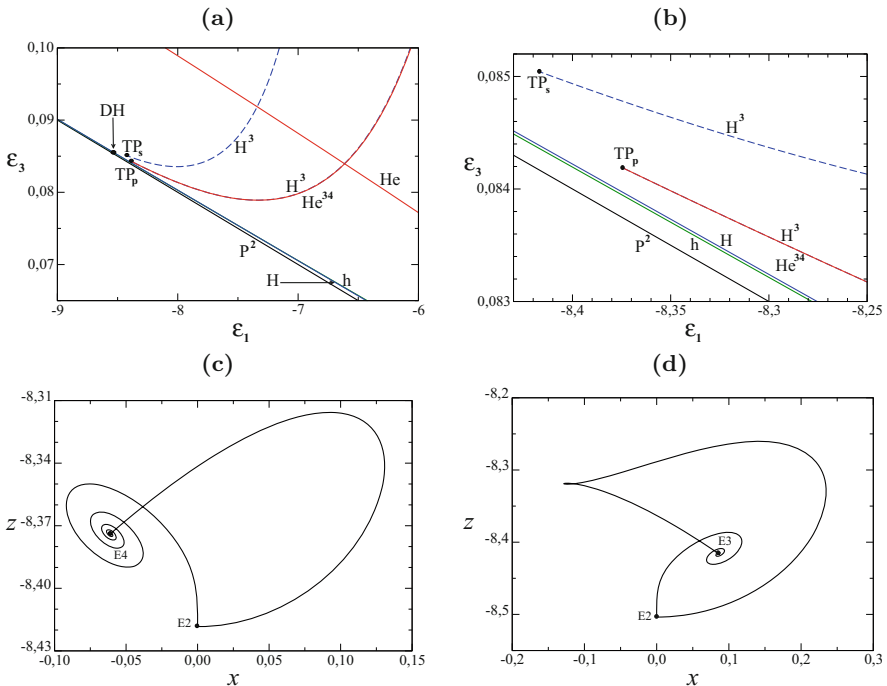 (a)
0,10
0,09
ε₃
0,08
0,07
-9
-8
-7
-6
ε₁
DH
TPₛ
TPₚ
H³
H³
He³⁴
He
P²
H
h
(b)
0,085
ε₃
0,084
0,083
-8,4
-8,35
-8,3
-8,25
ε₁
TPₛ
H³
TPₚ
P²
h
H
H³
He³⁴
(c)
-8,31
-8,34
z
-8,37
-8,40
-8,43
-0,10
-0,05
0,00
0,05
0,10
0,15
x
E4
E2
(d)
-8,2
-8,3
z
-8,4
-8,5
-0,2
-0,1
0,0
0,1
0,2
0,3
x
E3
E2